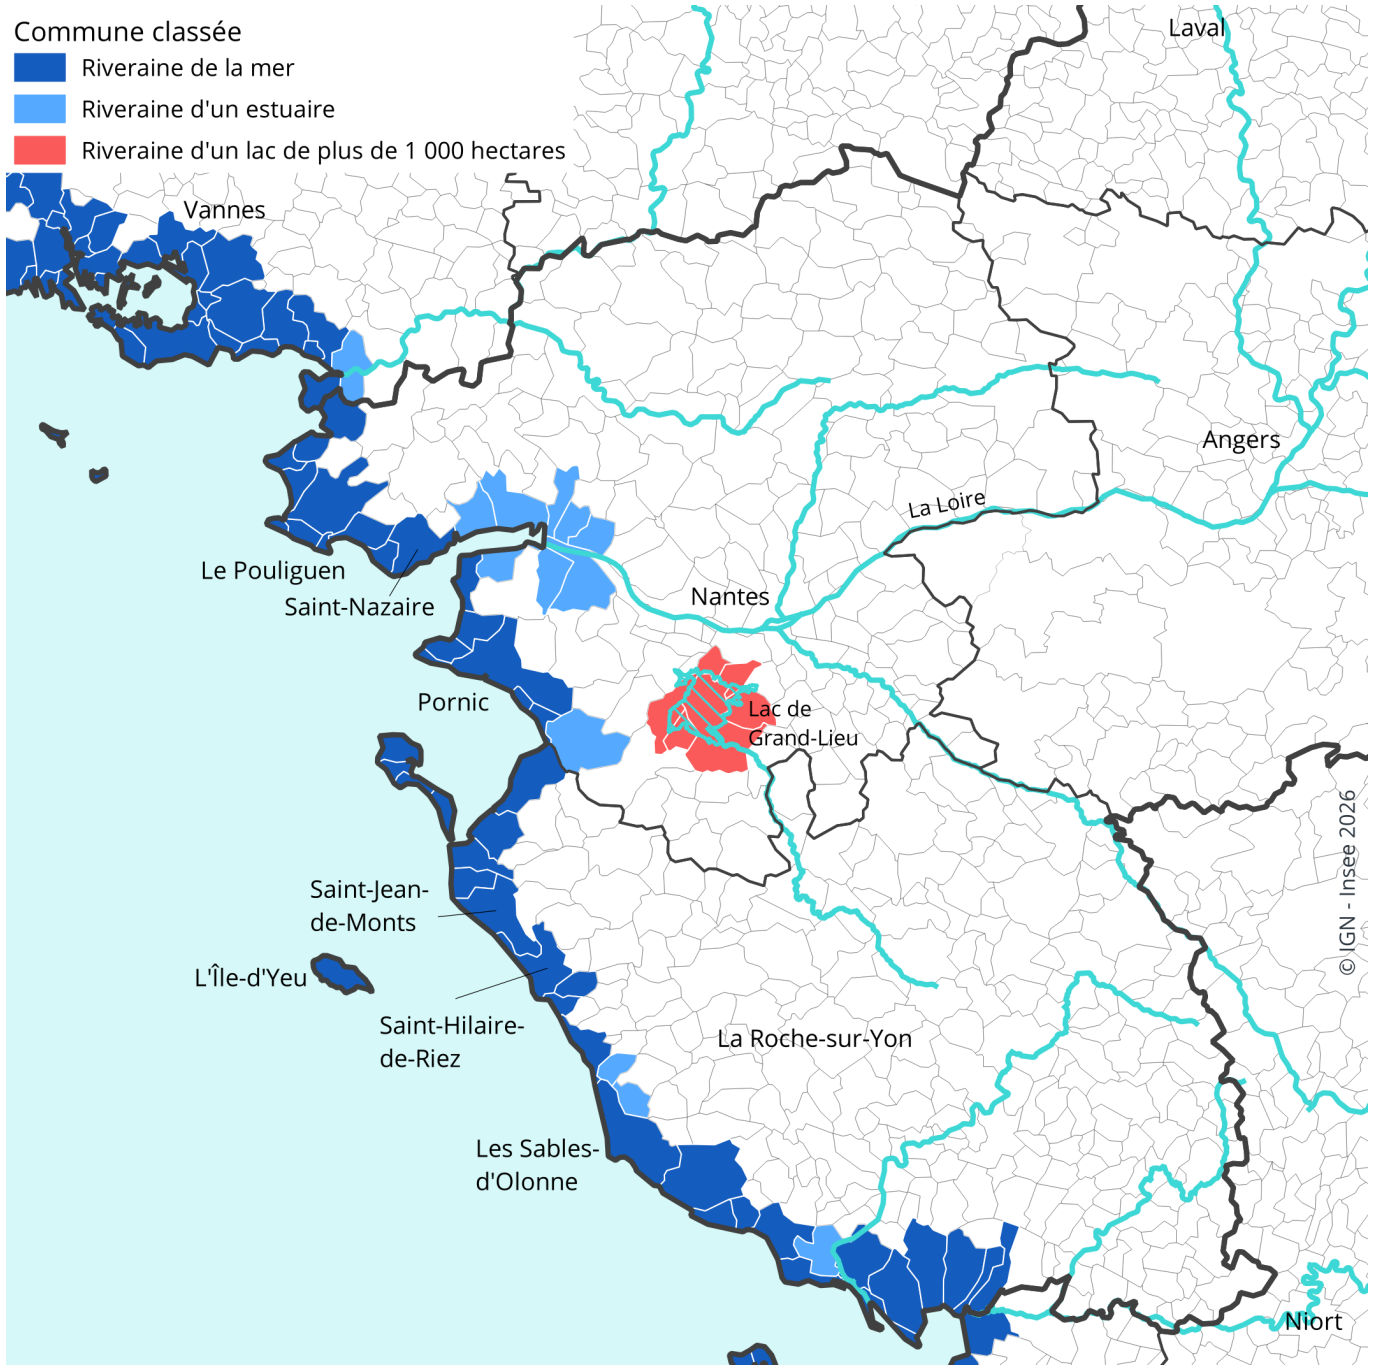 Commune classée
Riveraine de la mer
Riveraine d'un estuaire
Riveraine d'un lac de plus de 1 000 hectares
Laval
Vannes
Angers
La Loire
Le Pouliguen
Saint-Nazaire
Nantes
Pornic
Lac de
Grand-Lieu
Saint-Jean-
de-Monts
L'Île-d'Yeu
Saint-Hilaire-
de-Riez
La Roche-sur-Yon
Les Sables-
d'Olonne
Niort
© IGN - Insee 2026